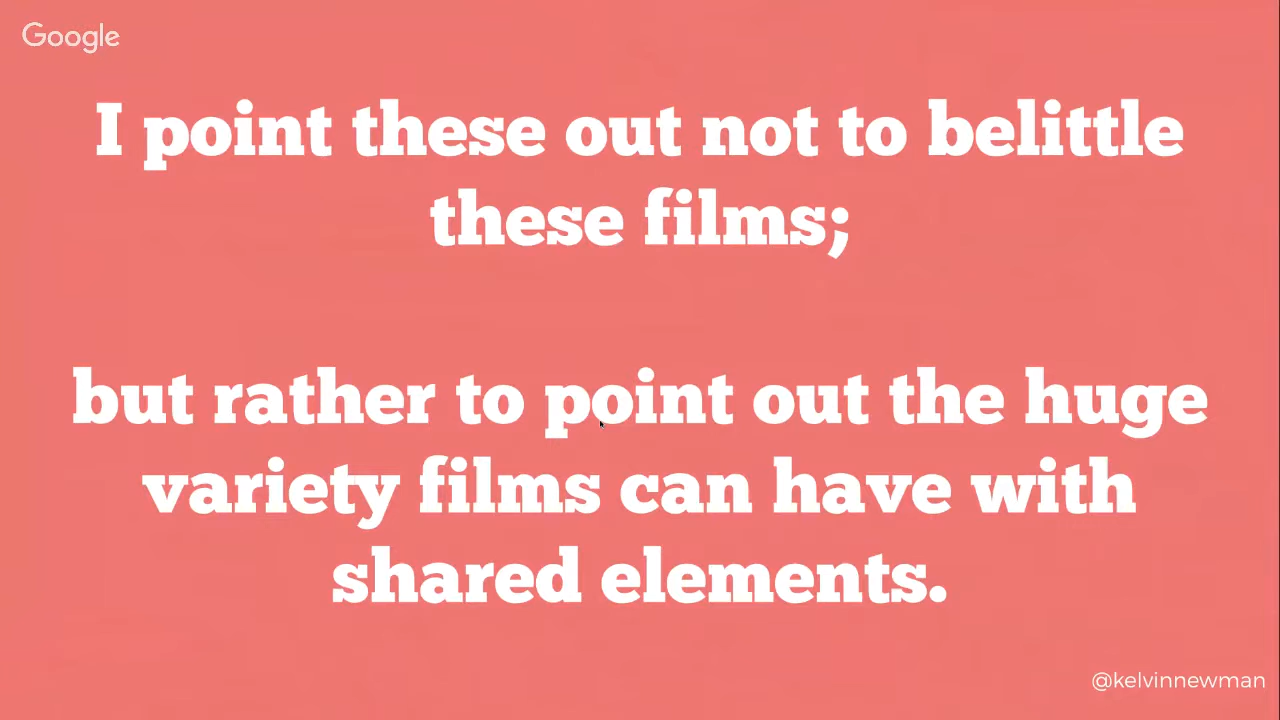 Google
I point these out not to belittle
these films;
but rather to point out the huge
variety films can have with
shared elements.
@kelvinnewman